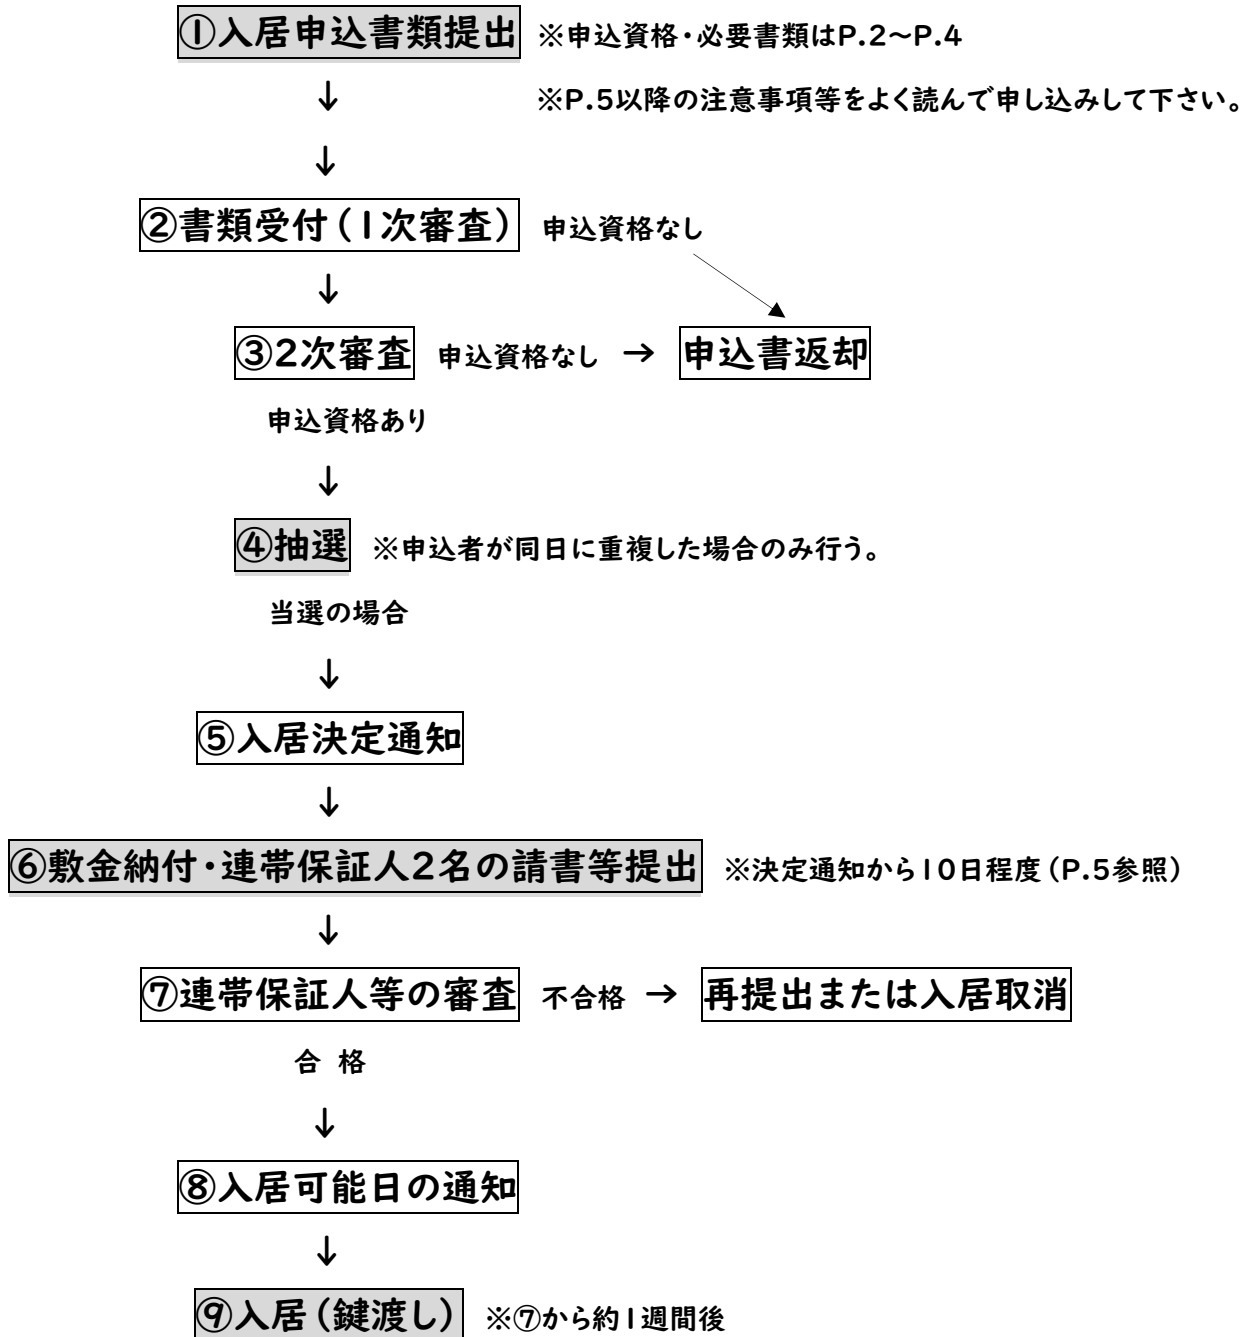 ①入居申込書類提出 ※申込資格・必要書類はP.2～P.4
↓ ※P.5以降の注意事項等をよく読んで申し込みして下さい。
↓
②書類受付（1次審査） 申込資格なし
↓
③2次審査 申込資格なし → 申込書返却
申込資格あり
↓
④抽選 ※申込者が同日に重複した場合のみ行う。
当選の場合
↓
⑤入居決定通知
↓
⑥敷金納付・連帯保証人2名の請書等提出 ※決定通知から10日程度（P.5参照）
↓
⑦連帯保証人等の審査 不合格 → 再提出または入居取消
合 格
↓
⑧入居可能日の通知
↓
⑨入居（鍵渡し） ※⑦から約1週間後